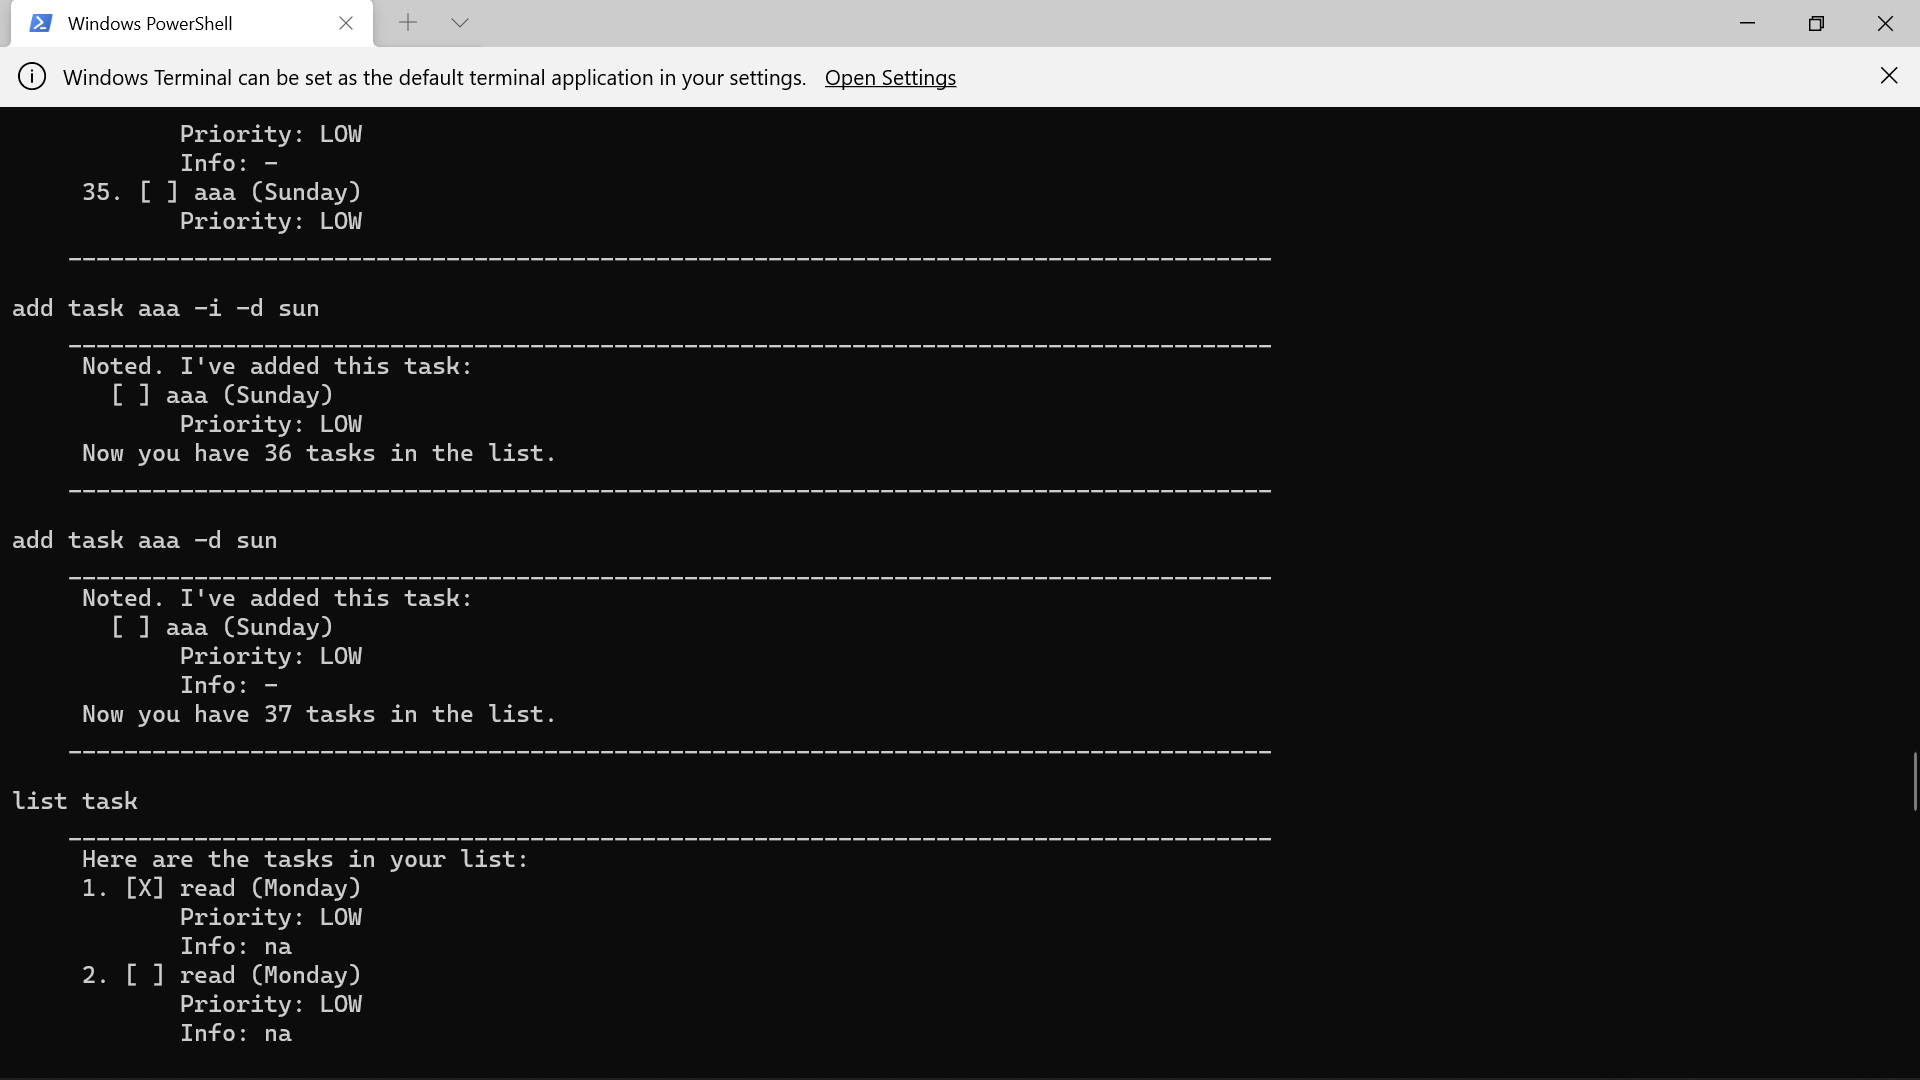 Windows PowerShell
Windows Terminal can be set as the default terminal application in your settings. Open Settings
Priority: LOW
Info: -
35. [ ] aaa (Sunday)
Priority: LOW
____________________________________________________________________________________
add task aaa -i -d sun
____________________________________________________________________________________
Noted. I've added this task:
[ ] aaa (Sunday)
Priority: LOW
Now you have 36 tasks in the list.
____________________________________________________________________________________
add task aaa -d sun
____________________________________________________________________________________
Noted. I've added this task:
[ ] aaa (Sunday)
Priority: LOW
Info: -
Now you have 37 tasks in the list.
____________________________________________________________________________________
list task
____________________________________________________________________________________
Here are the tasks in your list:
1. [X] read (Monday)
Priority: LOW
Info: na
2. [ ] read (Monday)
Priority: LOW
Info: na